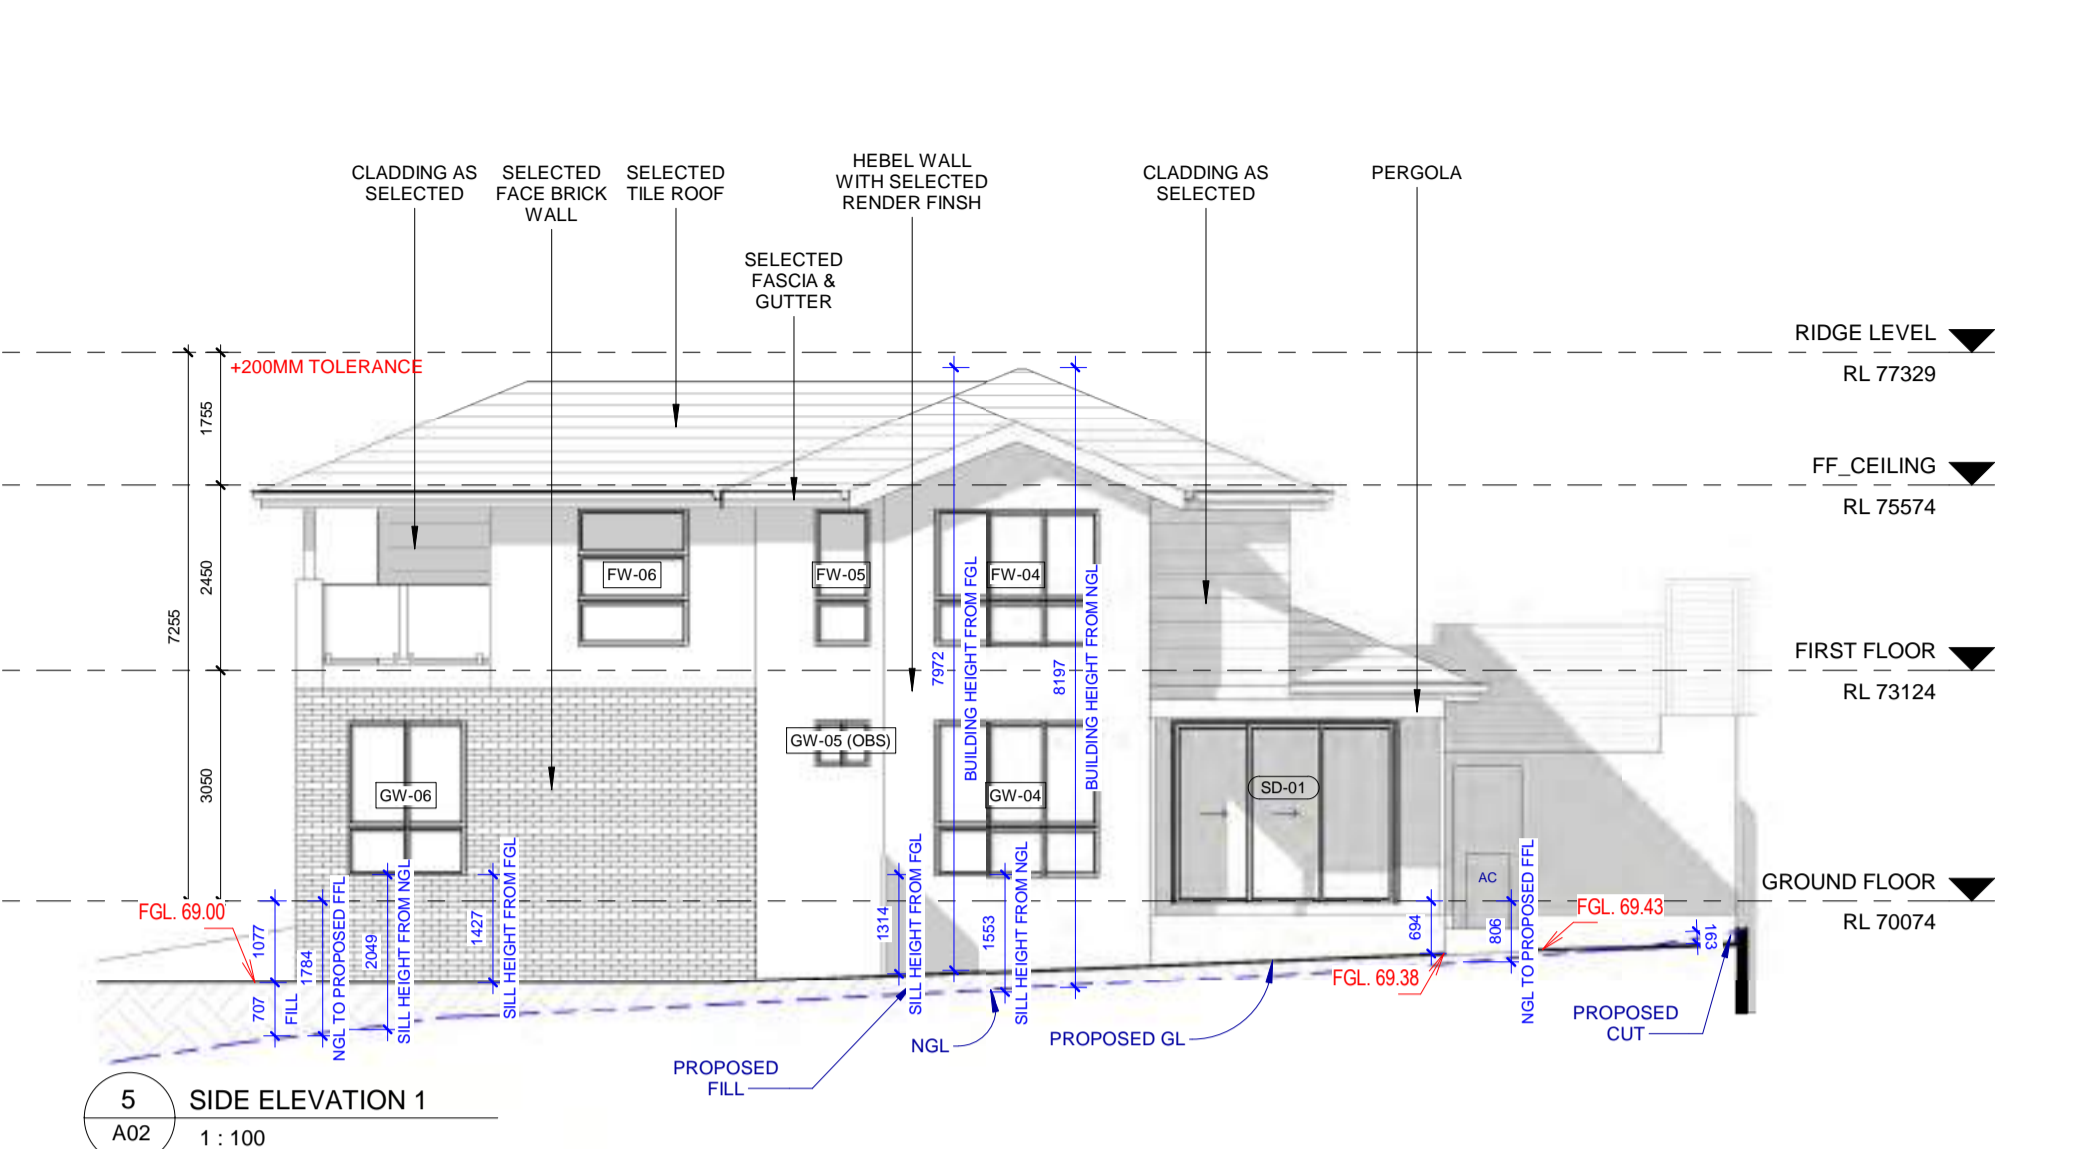 CLADDING AS
SELECTED
SELECTED
FACE BRICK
WALL
SELECTED
TILE ROOF
HEBEL WALL
WITH SELECTED
RENDER FINSH
CLADDING AS
SELECTED
PERGOLA
SELECTED
FASCIA &
GUTTER
RIDGE LEVEL
RL 77329
+200MM TOLERANCE
1755
FF_CEILING
RL 75574
2450
7255
FW-06
FW-05
FW-04
BUILDING HEIGHT FROM FGL
7972
BUILDING HEIGHT FROM NGL
8197
FIRST FLOOR
RL 73124
3050
GW-05 (OBS)
GW-06
GW-04
SD-01
AC
GROUND FLOOR
RL 70074
FGL. 69.00
1077
707
FILL
1784
NGL TO PROPOSED FFL
2049
SILL HEIGHT FROM NGL
1427
SILL HEIGHT FROM FGL
1314
SILL HEIGHT FROM FGL
1553
SILL HEIGHT FROM NGL
694
FGL. 69.38
806
NGL TO PROPOSED FFL
FGL. 69.43
163
PROPOSED
CUT
PROPOSED GL
NGL
PROPOSED
FILL
5
A02
SIDE ELEVATION 1
1 : 100